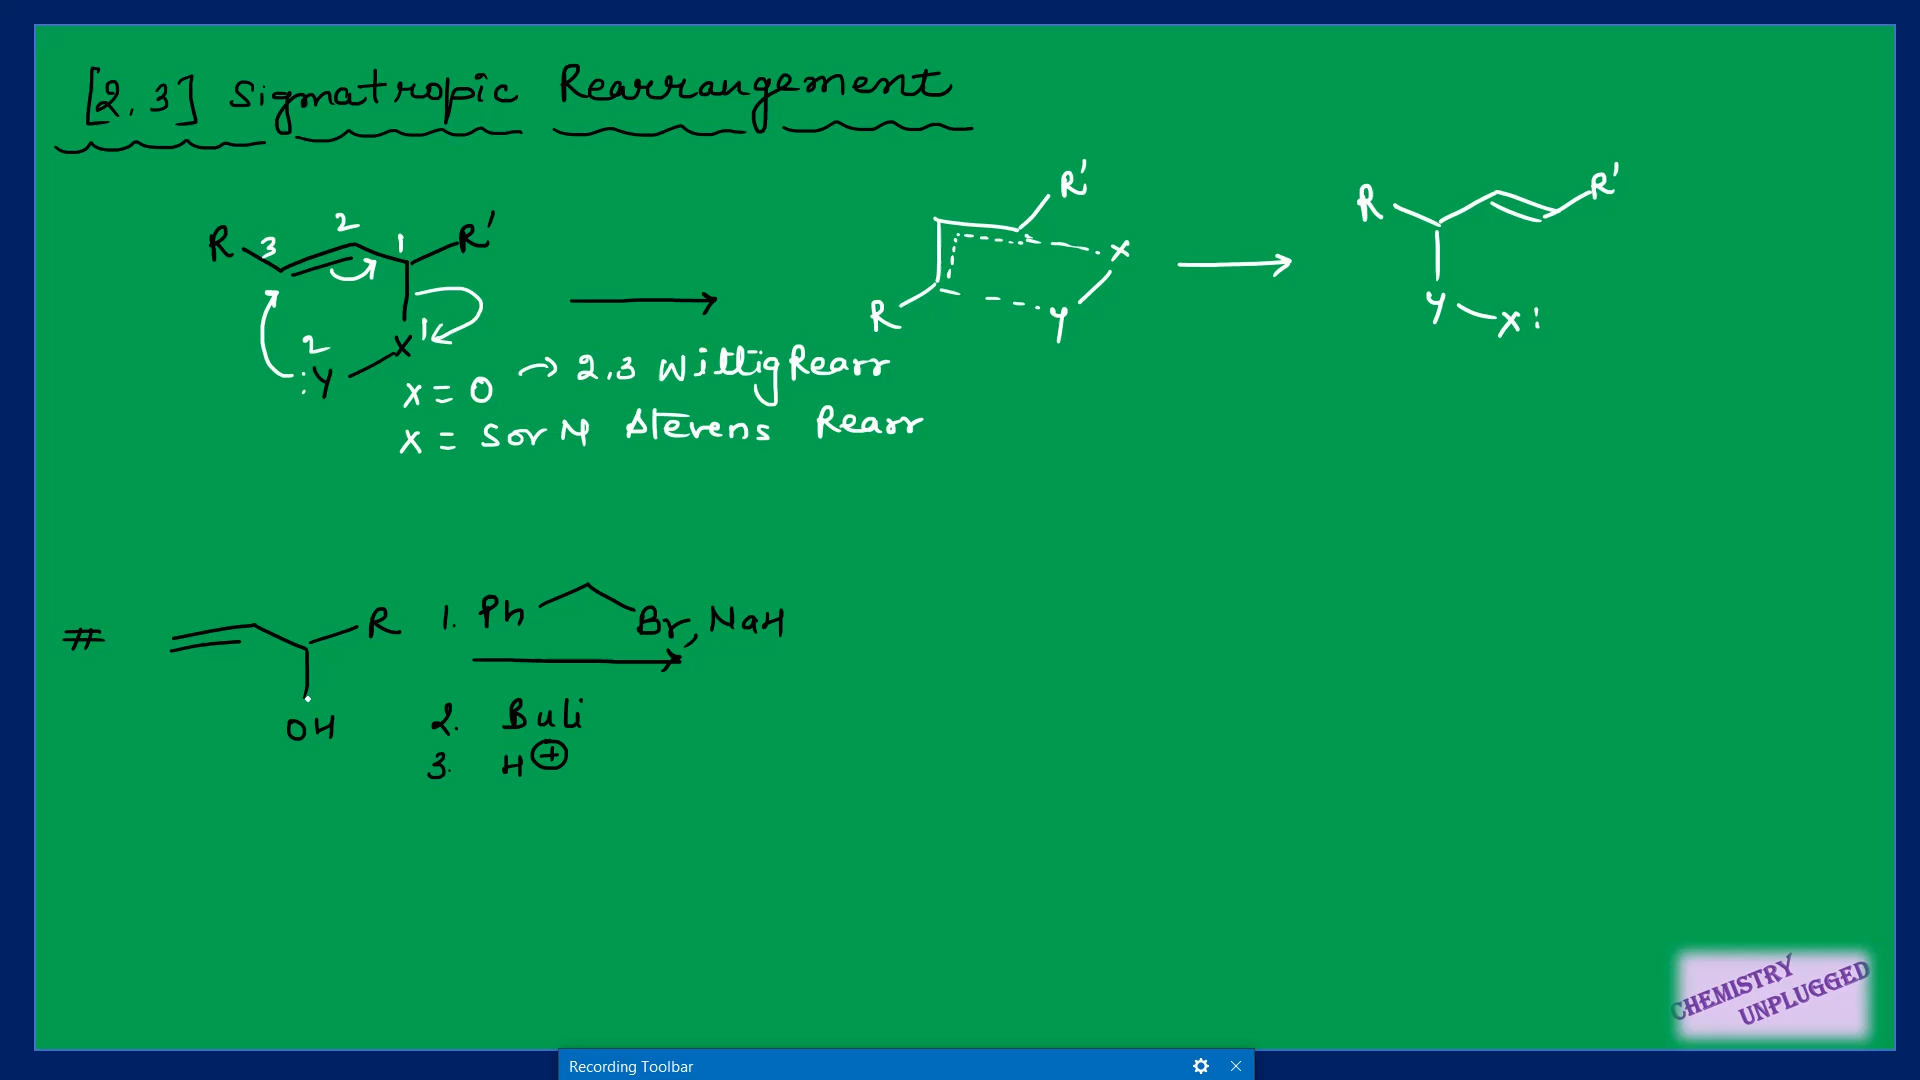 [2,3] Sigmatropic Rearrangement
R 3 2 1 R'
1
2
:Y X
R'
X
R Y
R R'
Y X:
X = O → 2,3 Wittig Rearr
X = S or N Stevens Rearr
# R
OH
1. Ph Br, NaH
2. Buli
3. H⊕
CHEMISTRY
UNPLUGGED
Recording Toolbar